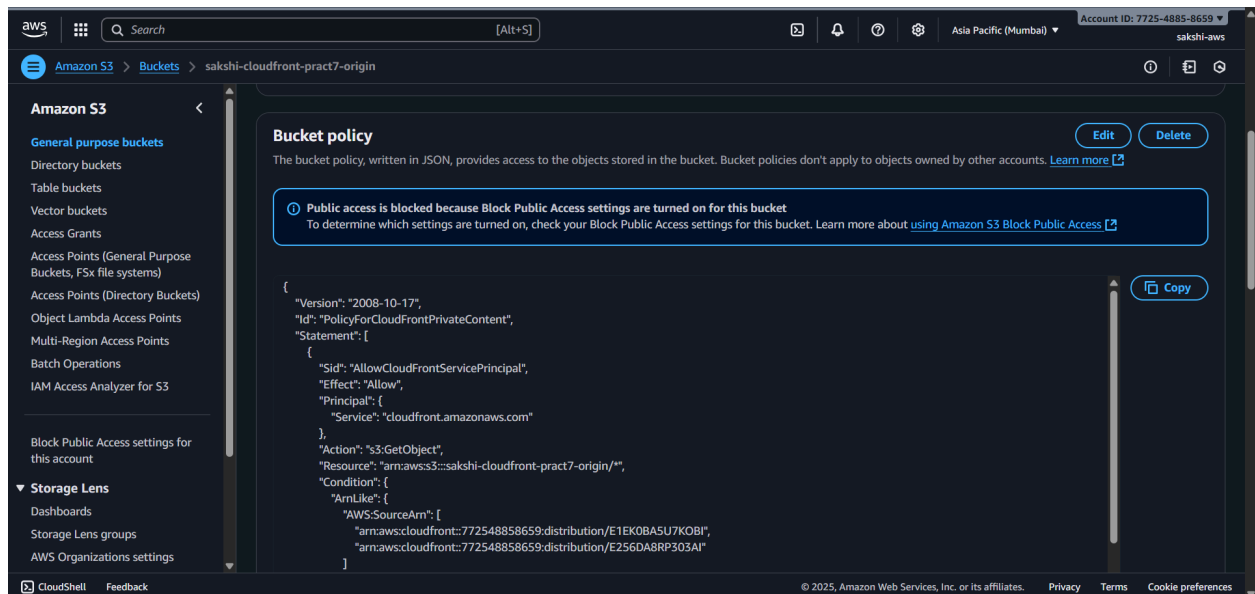 aws
Search
[Alt+S]
Asia Pacific (Mumbai) ▼
Account ID: 7725-4885-8659 ▼
sakshi-aws
Amazon S3 > Buckets > sakshi-cloudfront-pract7-origin
Amazon S3
General purpose buckets
Directory buckets
Table buckets
Vector buckets
Access Grants
Access Points (General Purpose
Buckets, FSx file systems)
Access Points (Directory Buckets)
Object Lambda Access Points
Multi-Region Access Points
Batch Operations
IAM Access Analyzer for S3
Block Public Access settings for
this account
▼ Storage Lens
Dashboards
Storage Lens groups
AWS Organizations settings
Bucket policy
Edit
Delete
The bucket policy, written in JSON, provides access to the objects stored in the bucket. Bucket policies don't apply to objects owned by other accounts. Learn more
Public access is blocked because Block Public Access settings are turned on for this bucket
To determine which settings are turned on, check your Block Public Access settings for this bucket. Learn more about using Amazon S3 Block Public Access
Copy
{
"Version": "2008-10-17",
"Id": "PolicyForCloudFrontPrivateContent",
"Statement": [
{
"Sid": "AllowCloudFrontServicePrincipal",
"Effect": "Allow",
"Principal": {
"Service": "cloudfront.amazonaws.com"
},
"Action": "s3:GetObject",
"Resource": "arn:aws:s3:::sakshi-cloudfront-pract7-origin/*",
"Condition": {
"ArnLike": {
"AWS:SourceArn": [
"arn:aws:cloudfront::772548858659:distribution/E1EK0BA5U7KOBI",
"arn:aws:cloudfront::772548858659:distribution/E256DA8RP303AI"
]
CloudShell
Feedback
© 2025, Amazon Web Services, Inc. or its affiliates.
Privacy
Terms
Cookie preferences